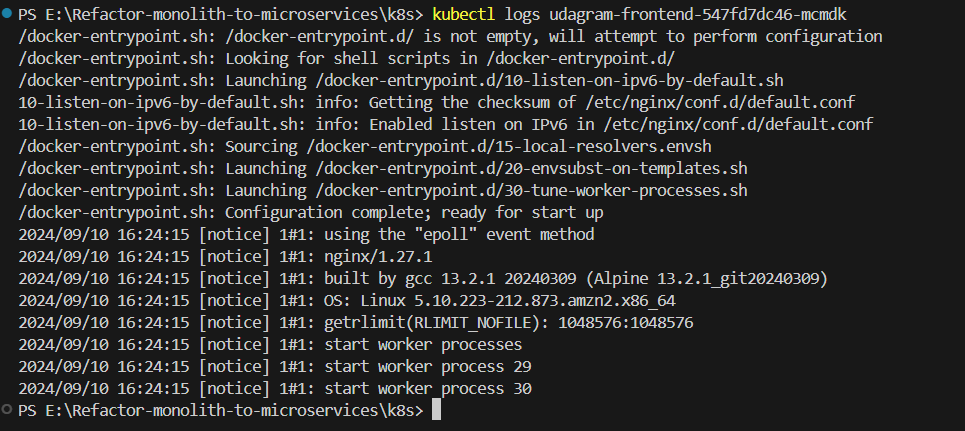 PS E:\Refactor-monolith-to-microservices\k8s> kubectl logs udagram-frontend-547fd7dc46-mcmdk
/docker-entrypoint.sh: /docker-entrypoint.d/ is not empty, will attempt to perform configuration
/docker-entrypoint.sh: Looking for shell scripts in /docker-entrypoint.d/
/docker-entrypoint.sh: Launching /docker-entrypoint.d/10-listen-on-ipv6-by-default.sh
10-listen-on-ipv6-by-default.sh: info: Getting the checksum of /etc/nginx/conf.d/default.conf
10-listen-on-ipv6-by-default.sh: info: Enabled listen on IPv6 in /etc/nginx/conf.d/default.conf
/docker-entrypoint.sh: Sourcing /docker-entrypoint.d/15-local-resolvers.envsh
/docker-entrypoint.sh: Launching /docker-entrypoint.d/20-envsubst-on-templates.sh
/docker-entrypoint.sh: Launching /docker-entrypoint.d/30-tune-worker-processes.sh
/docker-entrypoint.sh: Configuration complete; ready for start up
2024/09/10 16:24:15 [notice] 1#1: using the "epoll" event method
2024/09/10 16:24:15 [notice] 1#1: nginx/1.27.1
2024/09/10 16:24:15 [notice] 1#1: built by gcc 13.2.1 20240309 (Alpine 13.2.1_git20240309)
2024/09/10 16:24:15 [notice] 1#1: OS: Linux 5.10.223-212.873.amzn2.x86_64
2024/09/10 16:24:15 [notice] 1#1: getrlimit(RLIMIT_NOFILE): 1048576:1048576
2024/09/10 16:24:15 [notice] 1#1: start worker processes
2024/09/10 16:24:15 [notice] 1#1: start worker process 29
2024/09/10 16:24:15 [notice] 1#1: start worker process 30
PS E:\Refactor-monolith-to-microservices\k8s>